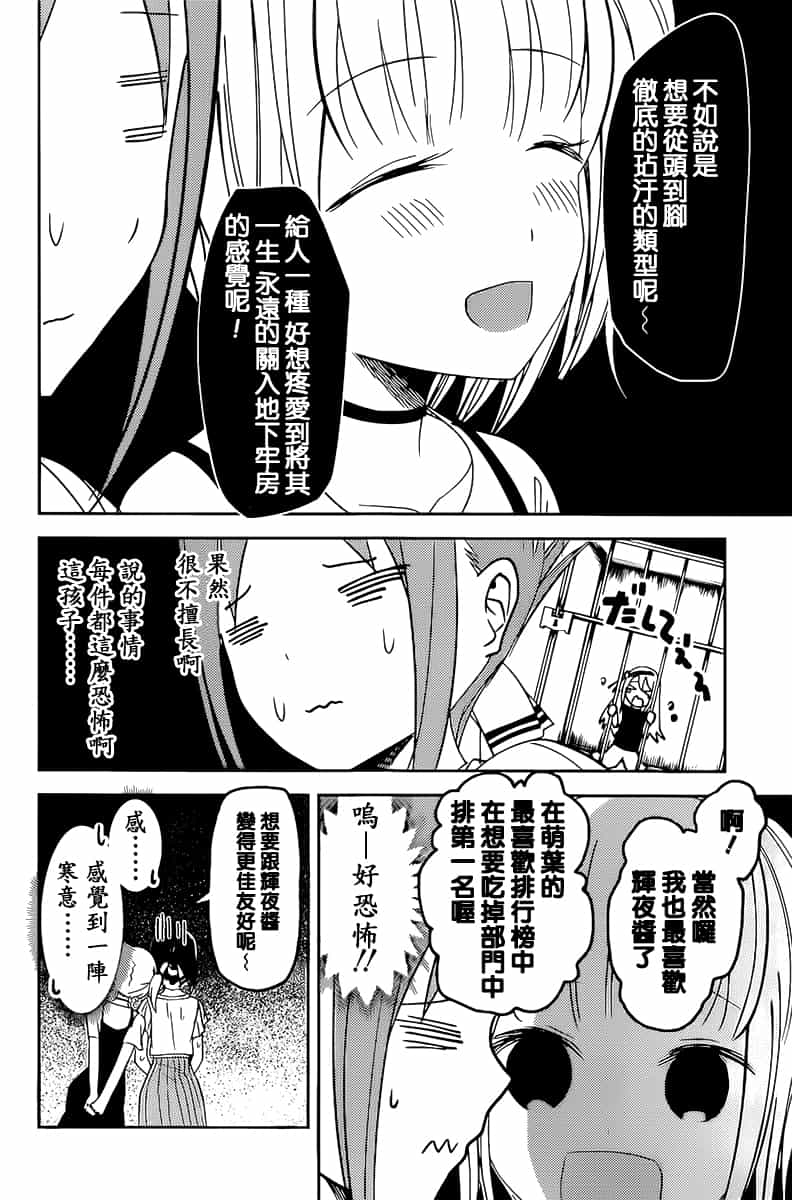 不如說是
想要從頭到腳
徹底的玷汙的類型呢～
給人一種 好想疼愛到將其
一生 永遠的關入地下牢房
的感覺呢！
だしてぇぇ
果然
很不擅長啊
說的事情
每件都這麼恐怖啊
這孩子……
啊！
當然囉
我也最喜歡
輝夜醬了
在萌葉的
最喜歡排行榜中
在想要吃掉部門中
排第一名喔
嗚—好恐怖!!
想要跟輝夜醬
變得更佳友好呢～
感……
感覺到一陣
寒意……